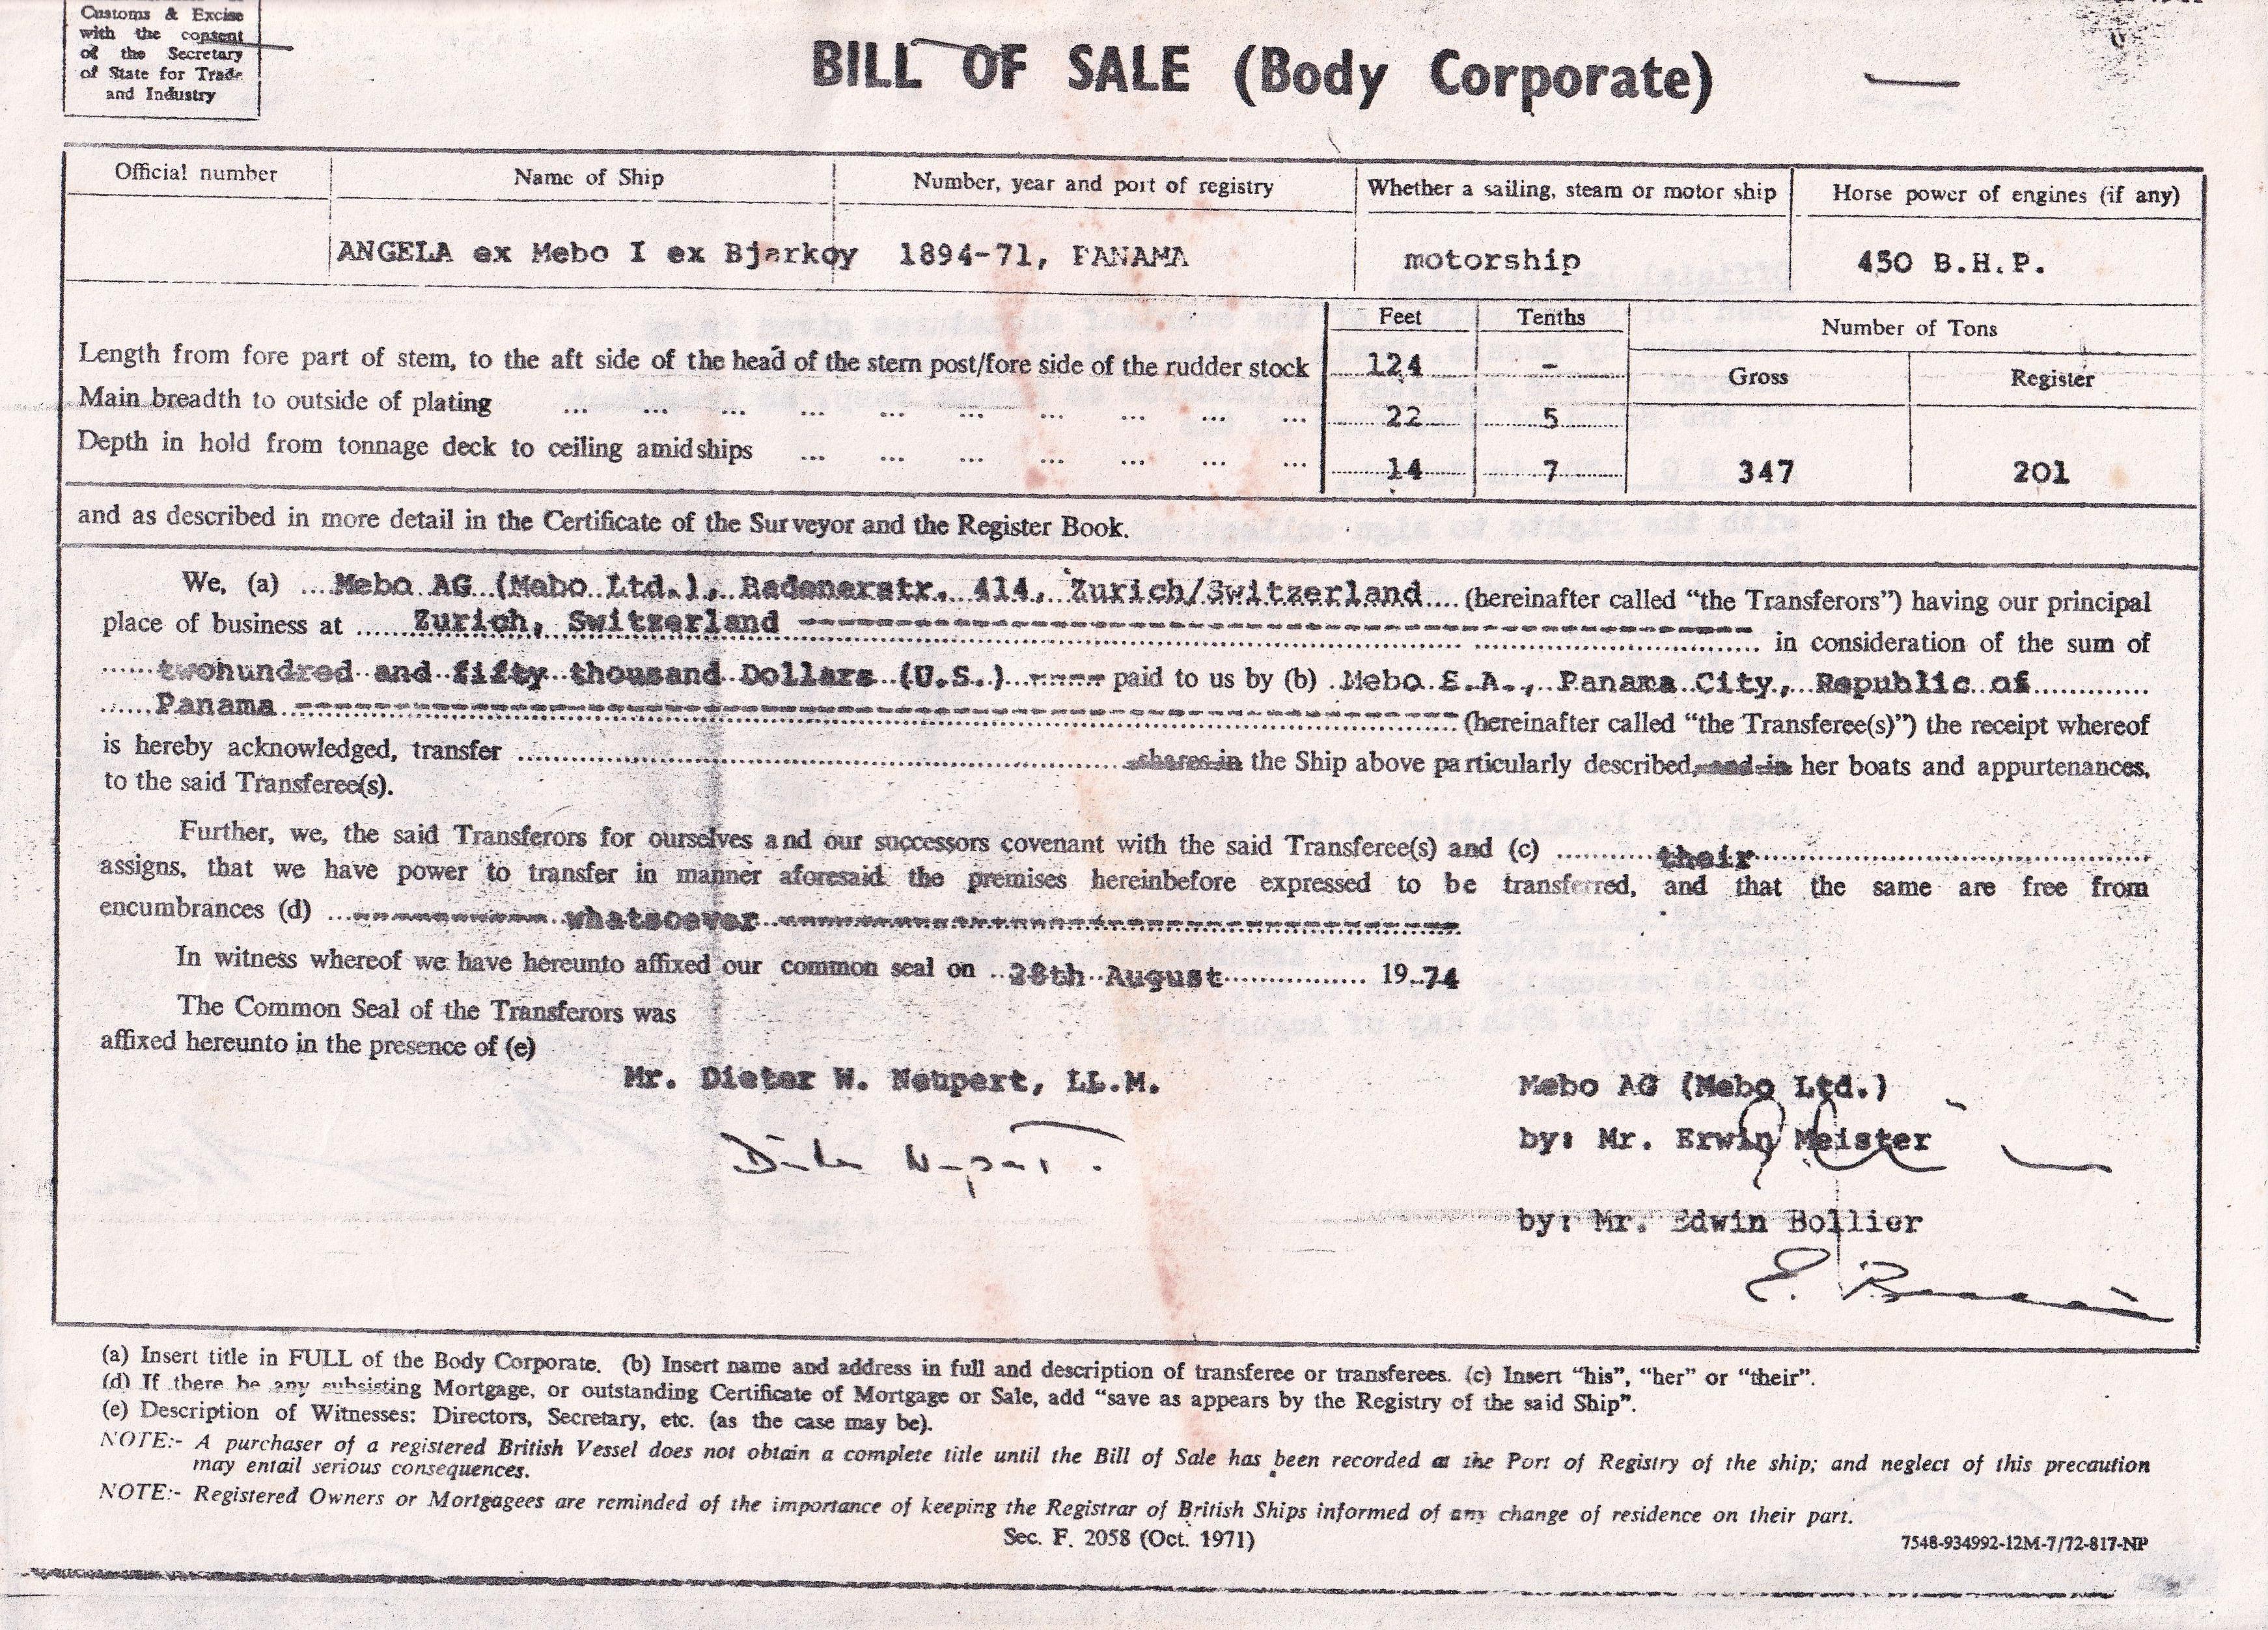 Customs & Excise
with the consent
of the Secretary
of State for Trade
and Industry
BILL OF SALE (Body Corporate)
Official number Name of Ship Number, year and port of registry Whether a sailing, steam or motor ship Horse power of engines (if any)
ANGELA ex Mebo I ex Bjarkoy 1894-71, PANAMA motorship 450 B.H.P.
Feet Tenths Number of Tons
Length from fore part of stem, to the aft side of the head of the stern post/fore side of the rudder stock 124 -
Gross Register
Main breadth to outside of plating ... ... ... ... ... ... ... ... ... ... 22 5
Depth in hold from tonnage deck to ceiling amidships ... ... ... ... ... ... ... 14 7 347 201
and as described in more detail in the Certificate of the Surveyor and the Register Book.
We, (a) ... Mebo AG (Mebo Ltd.), Badenerstr. 414, Zurich/Switzerland .... (hereinafter called “the Transferors”) having our principal
place of business at ...... Zurich, Switzerland ---------- in consideration of the sum of
...... twohundred and fifty thousand Dollars (U.S.) ------ paid to us by (b) Mebo S.A., Panama City, Republic of
...... Panama ---------- (hereinafter called “the Transferee(s)”) the receipt whereof
is hereby acknowledged, transfer .......... shares in the Ship above particularly described, and in her boats and appurtenances,
to the said Transferee(s).
Further, we, the said Transferors for ourselves and our successors covenant with the said Transferee(s) and (c) .......... their ..........
assigns, that we have power to transfer in manner aforesaid the premises hereinbefore expressed to be transferred, and that the same are free from
encumbrances (d) ---------- whatsoever ----------
In witness whereof we have hereunto affixed our common seal on .. 28th August .......... 19 74
The Common Seal of the Transferors was
affixed hereunto in the presence of (e)
Mr. Dieter W. Neupert, LL.M.
Mebo AG (Mebo Ltd.)
by: Mr. Erwin Meister
by: Mr. Edwin Bollier
(a) Insert title in FULL of the Body Corporate. (b) Insert name and address in full and description of transferee or transferees. (c) Insert “his”, “her” or “their”.
(d) If there be any subsisting Mortgage, or outstanding Certificate of Mortgage or Sale, add “save as appears by the Registry of the said Ship”.
(e) Description of Witnesses: Directors, Secretary, etc. (as the case may be).
NOTE:- A purchaser of a registered British Vessel does not obtain a complete title until the Bill of Sale has been recorded at the Port of Registry of the ship; and neglect of this precaution
may entail serious consequences.
NOTE:- Registered Owners or Mortgagees are reminded of the importance of keeping the Registrar of British Ships informed of any change of residence on their part.
Sec. F. 2058 (Oct. 1971)
7548-934992-12M-7/72-817-NP